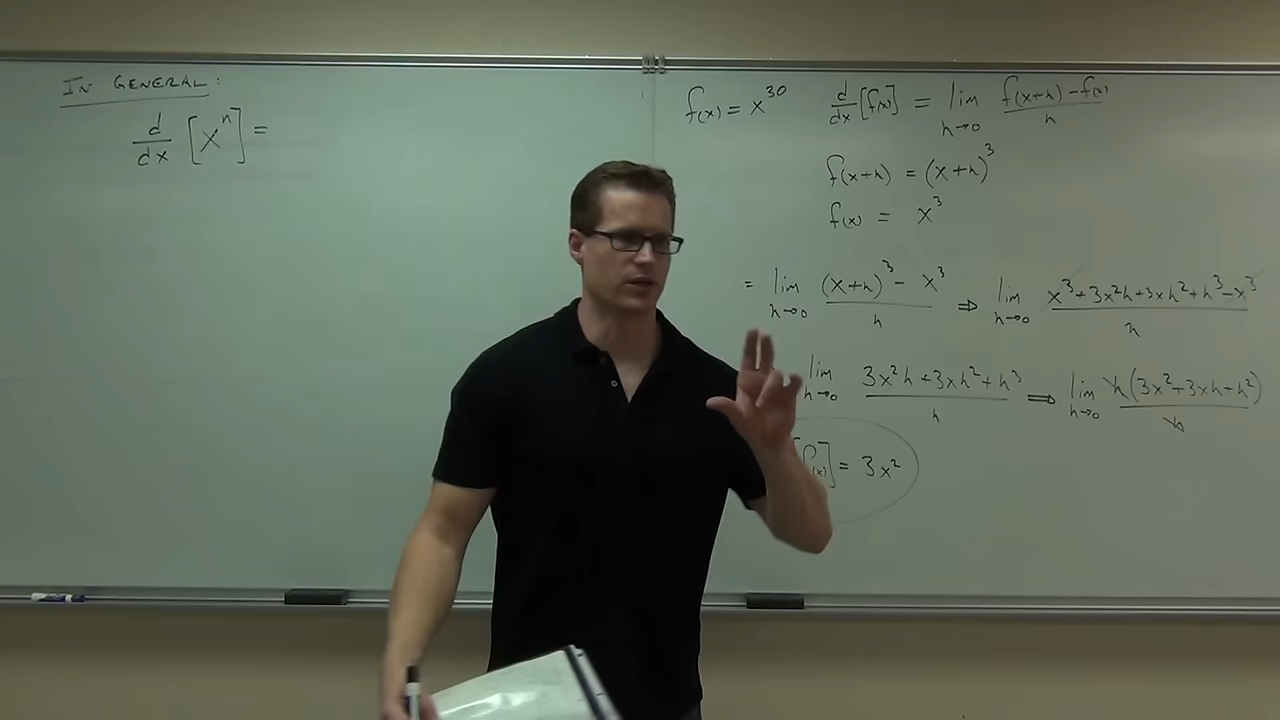 IN GENERAL:
d/dx [x^n] =
f(x) = x^30
d/dx [f(x)] = lim h→0 (f(x+h) - f(x))/h
f(x+h) = (x+h)^3
f(x) = x^3
= lim h→0 ((x+h)^3 - x^3)/h ⇒ lim h→0 (x^3+3x^2h+3xh^2+h^3-x^3)/h
lim h→0 (3x^2h+3xh^2+h^3)/h ⇒ lim h→0 h(3x^2+3xh+h^2)/h
[f(x)] = 3x^2